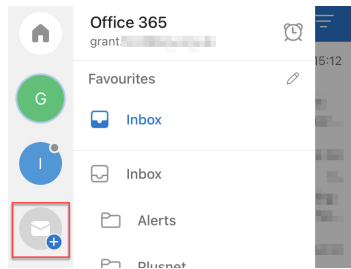 Office 365
grant.
15:12
Favourites
G
Inbox
I
Inbox
Alerts
Plusnet